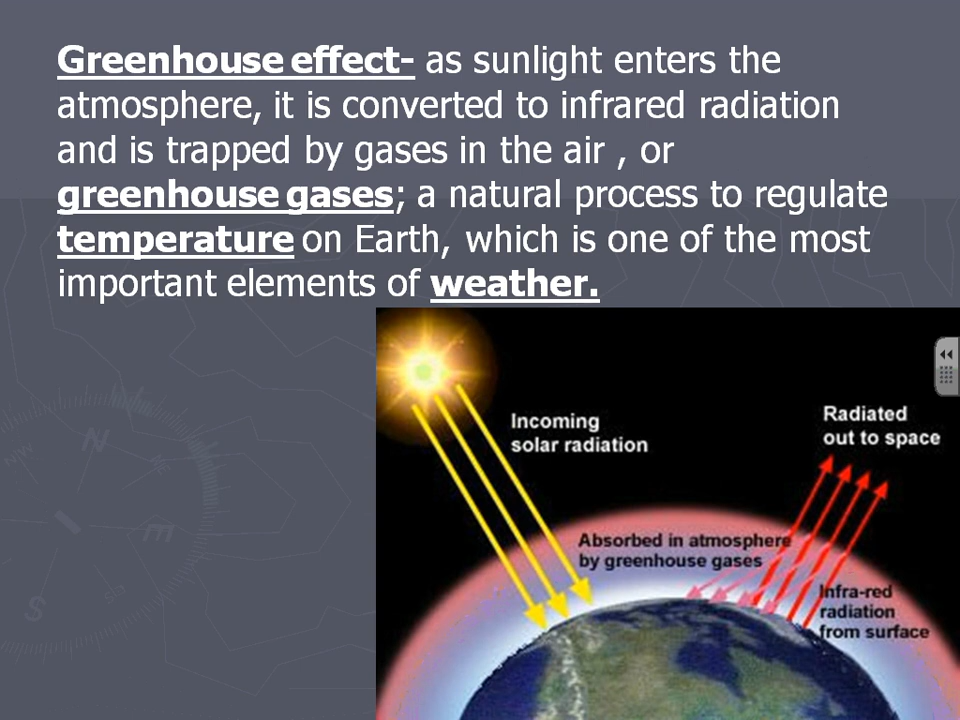 Greenhouse effect- as sunlight enters the
atmosphere, it is converted to infrared radiation
and is trapped by gases in the air , or
greenhouse gases; a natural process to regulate
temperature on Earth, which is one of the most
important elements of weather.
Incoming
solar radiation
Radiated
out to space
Absorbed in atmosphere
by greenhouse gases
Infra-red
radiation
from surface
NW
N
E
S